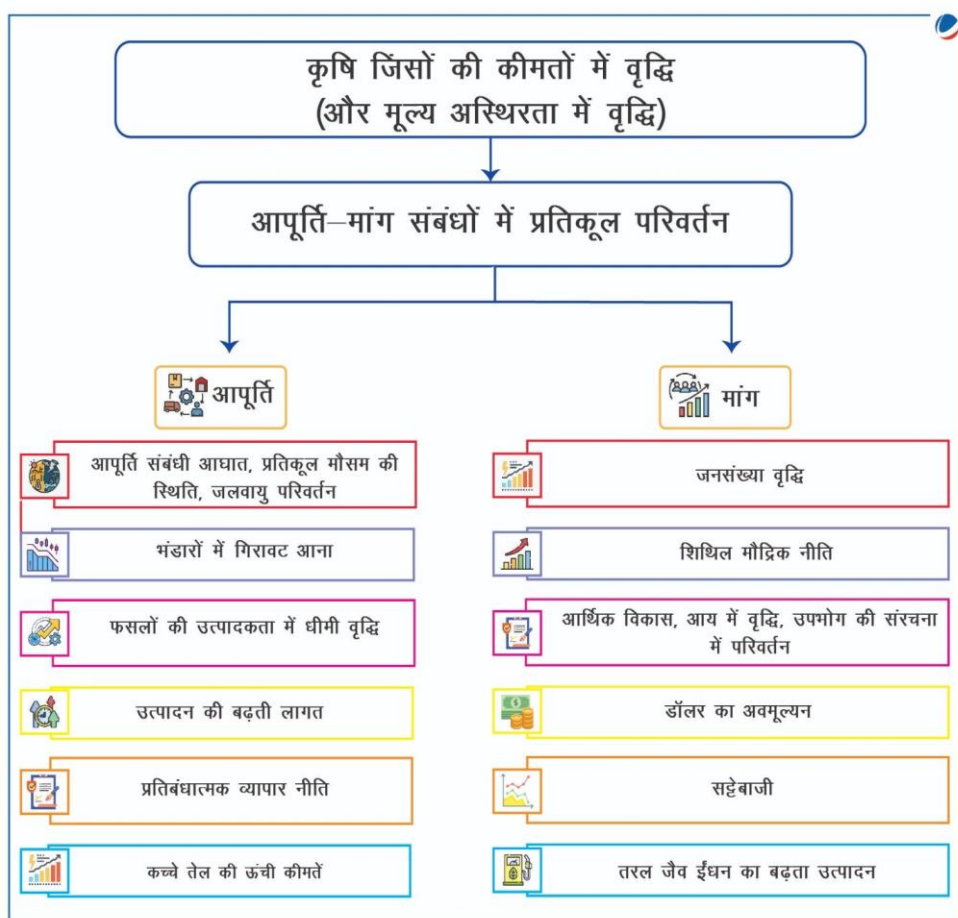 कृषि जिंसों की कीमतों में वृद्धि
(और मूल्य अस्थिरता में वृद्धि)
आपूर्ति–मांग संबंधों में प्रतिकूल परिवर्तन
आपूर्ति
आपूर्ति संबंधी आघात, प्रतिकूल मौसम की
स्थिति, जलवायु परिवर्तन
भंडारों में गिरावट आना
फसलों की उत्पादकता में धीमी वृद्धि
उत्पादन की बढ़ती लागत
प्रतिबंधात्मक व्यापार नीति
कच्चे तेल की ऊंची कीमतें
मांग
जनसंख्या वृद्धि
शिथिल मौद्रिक नीति
आर्थिक विकास, आय में वृद्धि, उपभोग की संरचना
में परिवर्तन
डॉलर का अवमूल्यन
सट्टेबाजी
तरल जैव ईंधन का बढ़ता उत्पादन